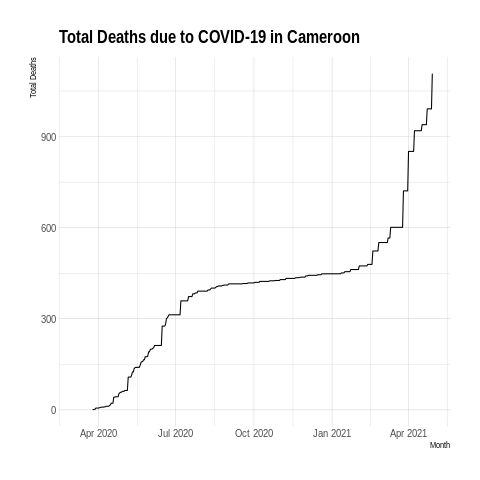 Total Deaths due to COVID-19 in Cameroon
Total Deaths
900
600
300
0
Apr 2020 Jul 2020 Oct 2020 Jan 2021 Apr 2021
Month